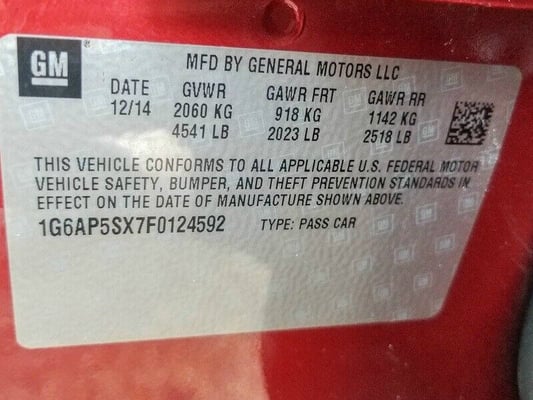 GM ®
MFD BY GENERAL MOTORS LLC
DATE GVWR GAWR FRT GAWR RR
12/14 2060 KG 918 KG 1142 KG
4541 LB 2023 LB 2518 LB
THIS VEHICLE CONFORMS TO ALL APPLICABLE U.S. FEDERAL MOTOR
VEHICLE SAFETY, BUMPER, AND THEFT PREVENTION STANDARDS IN
EFFECT ON THE DATE OF MANUFACTURE SHOWN ABOVE.
1G6AP5SX7F0124592 TYPE: PASS CAR